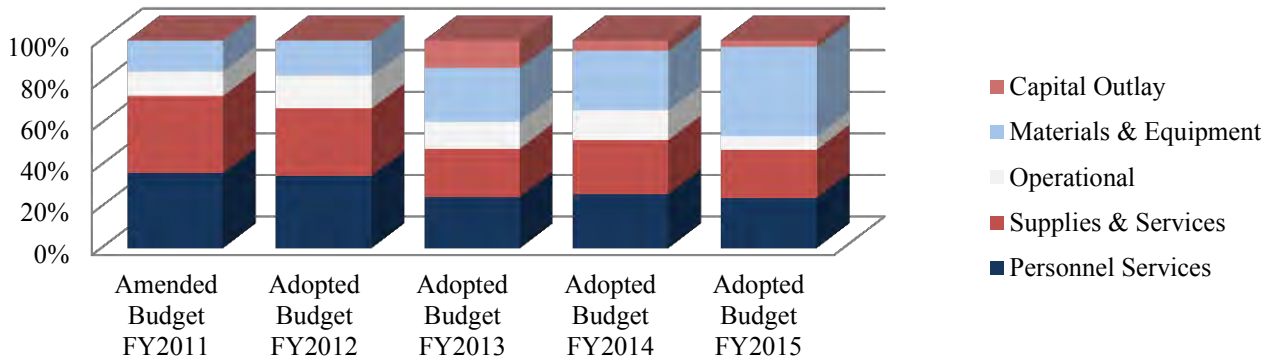 100%
80%
60%
40%
20%
0%
Amended
Budget
FY2011
Adopted
Budget
FY2012
Adopted
Budget
FY2013
Adopted
Budget
FY2014
Adopted
Budget
FY2015
Capital Outlay
Materials & Equipment
Operational
Supplies & Services
Personnel Services